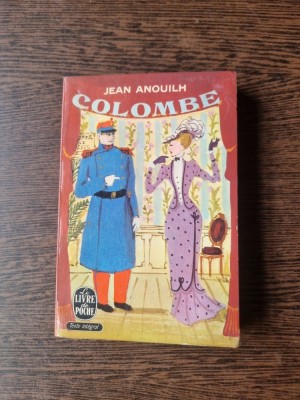 JEAN ANOUILH
COLOMBE
Le
LIVRE
de
POCHE
Texte intégral